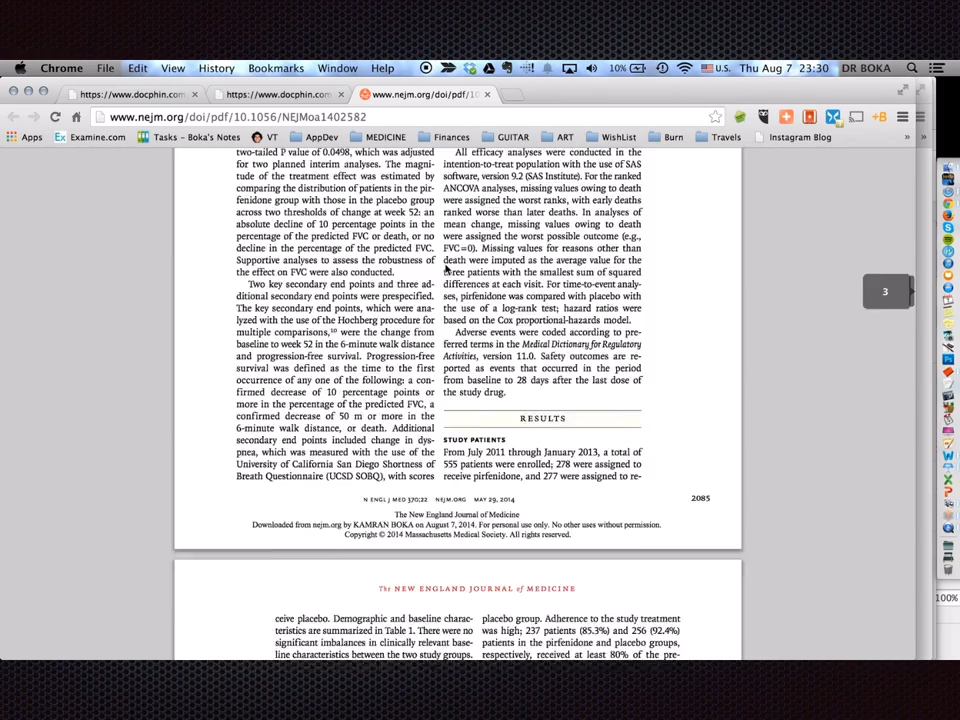 Chrome File Edit View History Bookmarks Window Help 10% U.S. Thu Aug 7 23:30 DR BOKA
https://www.docphin.com. × https://www.docphin.com. × www.nejm.org/doi/pdf/10 ×
www.nejm.org/doi/pdf/10.1056/NEJMoa1402582
+B
Apps Ex Examine.com Tasks - Boka's Notes VT AppDev MEDICINE Finances GUITAR ART WishList Burn Travels Instagram Blog »
two-tailed P value of 0.0498, which was adjusted
for two planned interim analyses. The magni-
tude of the treatment effect was estimated by
comparing the distribution of patients in the pir-
fenidone group with those in the placebo group
across two thresholds of change at week 52: an
absolute decline of 10 percentage points in the
percentage of the predicted FVC or death, or no
decline in the percentage of the predicted FVC.
Supportive analyses to assess the robustness of
the effect on FVC were also conducted.
Two key secondary end points and three ad-
ditional secondary end points were prespecified.
The key secondary end points, which were ana-
lyzed with the use of the Hochberg procedure for
multiple comparisons,¹⁰ were the change from
baseline to week 52 in the 6-minute walk distance
and progression-free survival. Progression-free
survival was defined as the time to the first
occurrence of any one of the following: a con-
firmed decrease of 10 percentage points or
more in the percentage of the predicted FVC, a
confirmed decrease of 50 m or more in the
6-minute walk distance, or death. Additional
secondary end points included change in dys-
pnea, which was measured with the use of the
University of California San Diego Shortness of
Breath Questionnaire (UCSD SOBQ), with scores
All efficacy analyses were conducted in the
intention-to-treat population with the use of SAS
software, version 9.2 (SAS Institute). For the ranked
ANCOVA analyses, missing values owing to death
were assigned the worst ranks, with early deaths
ranked worse than later deaths. In analyses of
mean change, missing values owing to death
were assigned the worst possible outcome (e.g.,
FVC=0). Missing values for reasons other than
death were imputed as the average value for the
three patients with the smallest sum of squared
differences at each visit. For time-to-event analy-
ses, pirfenidone was compared with placebo with
the use of a log-rank test; hazard ratios were
based on the Cox proportional-hazards model.
Adverse events were coded according to pre-
ferred terms in the Medical Dictionary for Regulatory
Activities, version 11.0. Safety outcomes are re-
ported as events that occurred in the period
from baseline to 28 days after the last dose of
the study drug.
RESULTS
STUDY PATIENTS
From July 2011 through January 2013, a total of
555 patients were enrolled; 278 were assigned to
receive pirfenidone, and 277 were assigned to re-
3
N ENGL J MED 370;22 NEJM.ORG MAY 29, 2014 2085
The New England Journal of Medicine
Downloaded from nejm.org by KAMRAN BOKA on August 7, 2014. For personal use only. No other uses without permission.
Copyright © 2014 Massachusetts Medical Society. All rights reserved.
The NEW ENGLAND JOURNAL of MEDICINE
ceive placebo. Demographic and baseline charac-
teristics are summarized in Table 1. There were no
significant imbalances in clinically relevant base-
line characteristics between the two study groups.
placebo group. Adherence to the study treatment
was high; 237 patients (85.3%) and 256 (92.4%)
patients in the pirfenidone and placebo groups,
respectively, received at least 80% of the pre-
100%